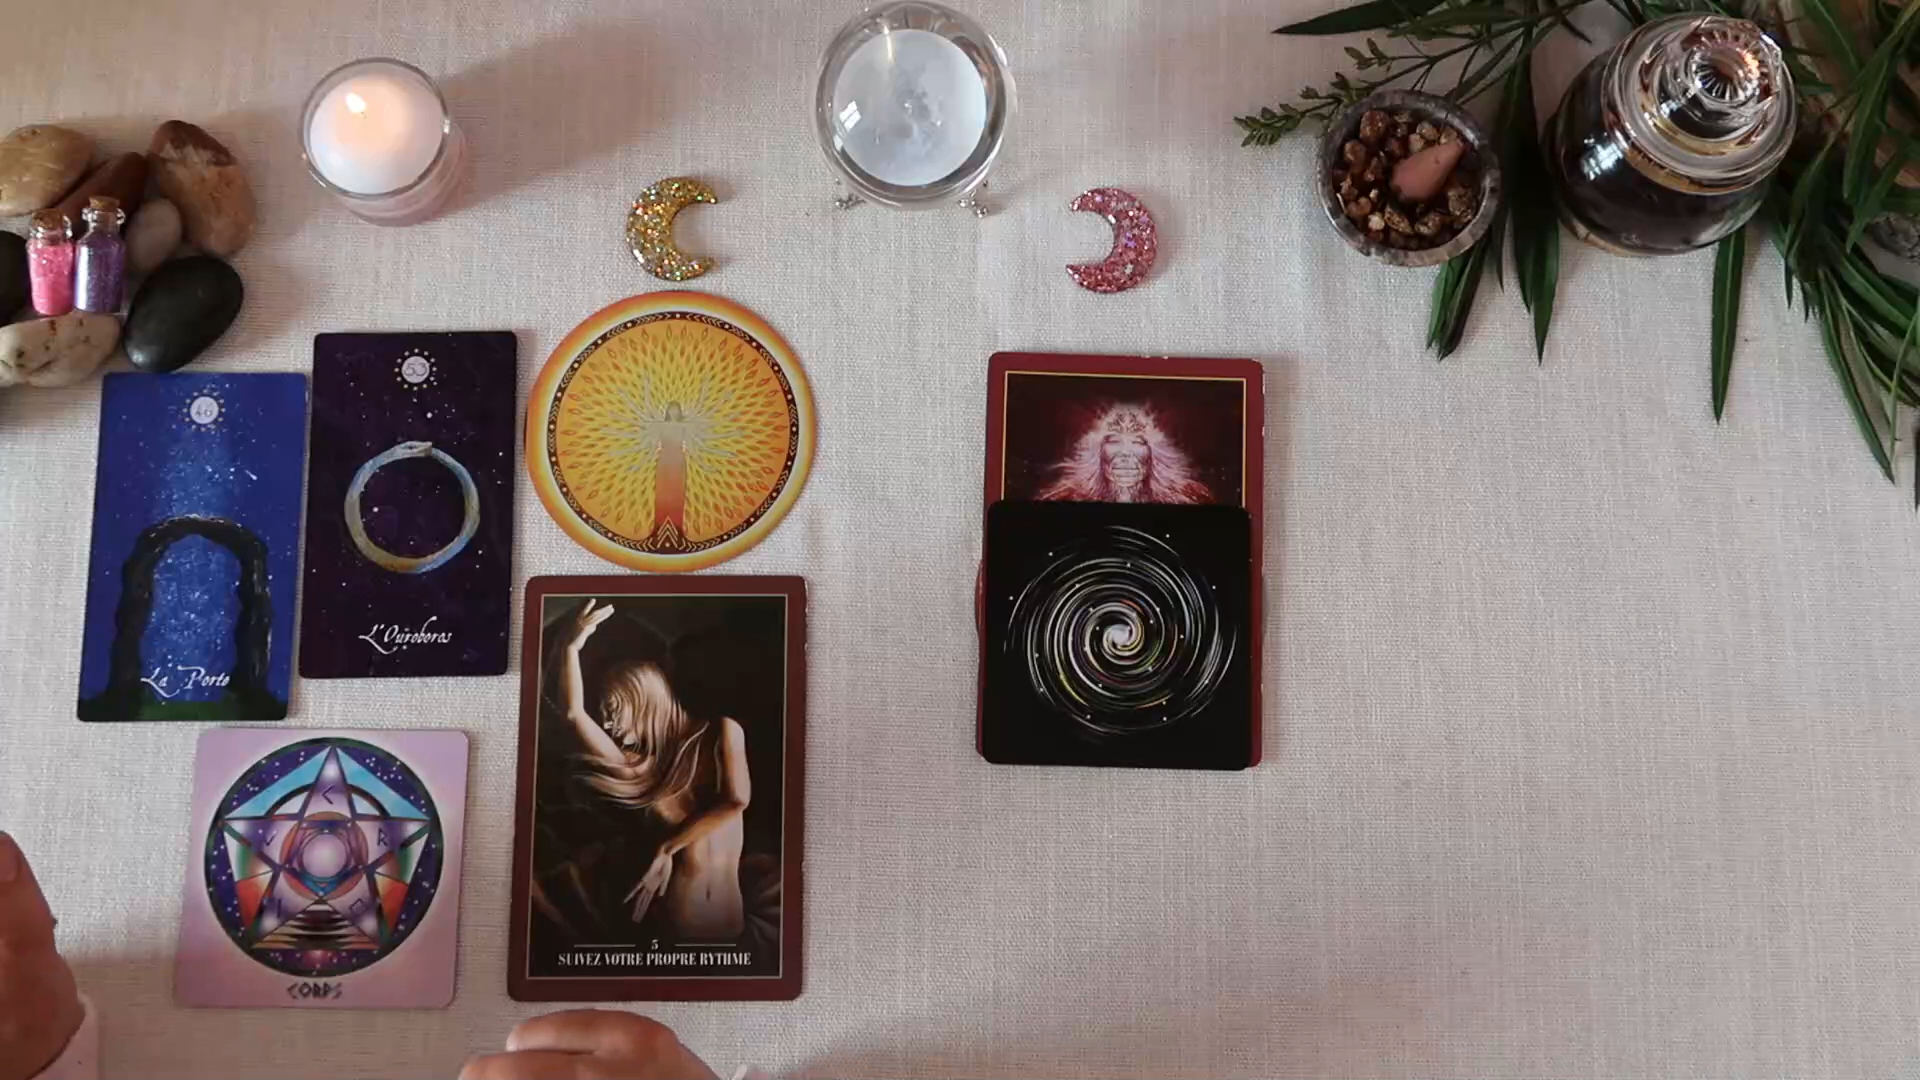 46
La Porte
53
L'Ouroboros
CORPS
5
SUIVEZ VOTRE PROPRE RYTHME